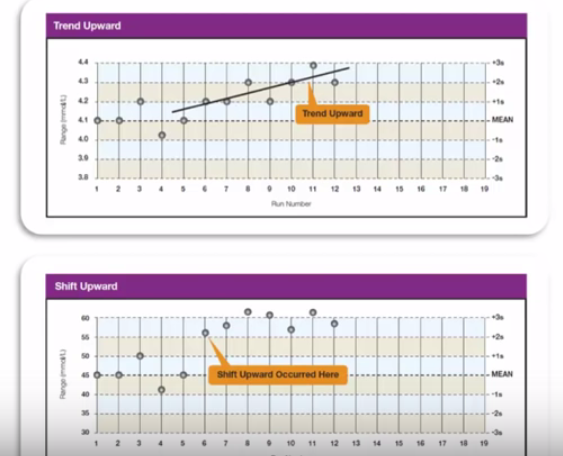 Trend Upward
4.4
4.3
4.2
4.1
4.0
3.9
3.8
Range (mmol/L)
+3s
+2s
+1s
MEAN
-1s
-2s
-3s
Trend Upward
1 2 3 4 5 6 7 8 9 10 11 12 13 14 15 16 17 18 19
Run Number
Shift Upward
60
55
50
45
40
35
30
Range (mmol/L)
+3s
+2s
+1s
MEAN
-1s
-2s
-3s
Shift Upward Occurred Here
1 2 3 4 5 6 7 8 9 10 11 12 13 14 15 16 17 18 19